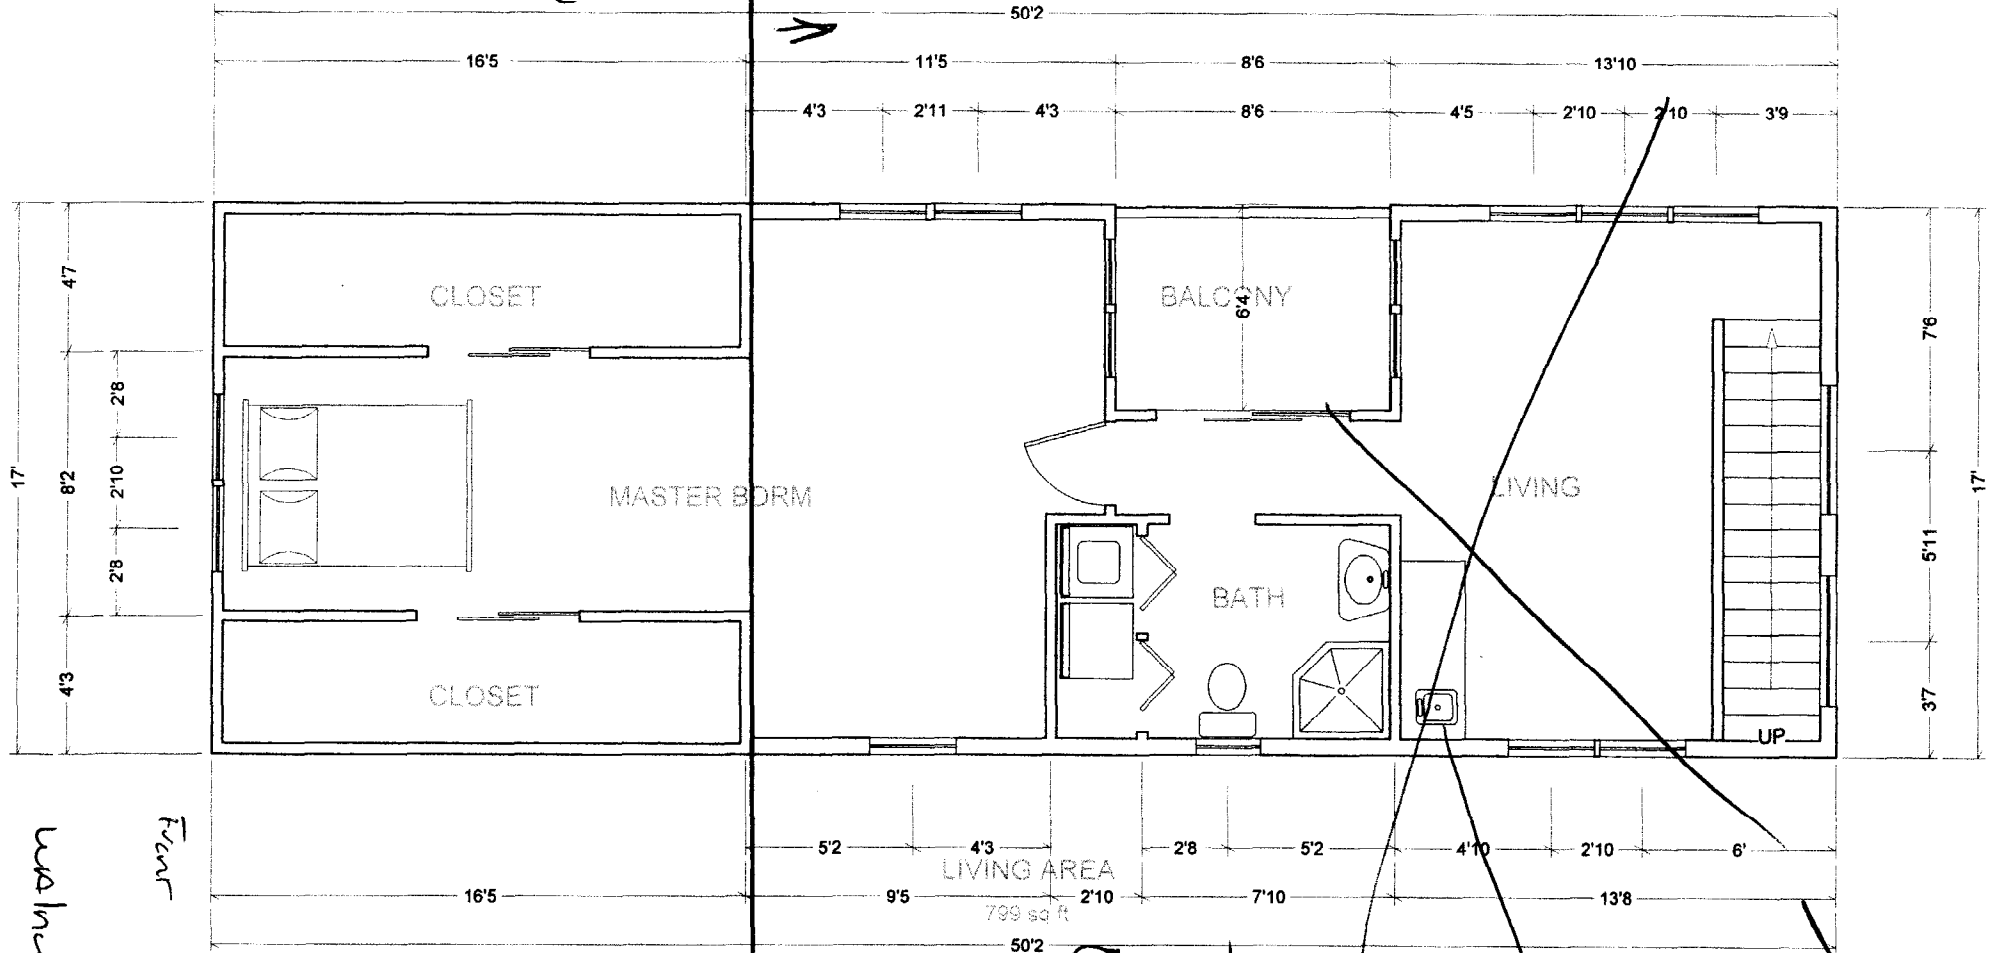 50'2
16'5 11'5 8'6 13'10
4'3 2'11 4'3 8'6 4'5 2'10 2'10 3'9
CLOSET
BALCONY
6'4
MASTER BDRM
LIVING
BATH
CLOSET
UP
17'
4'7
8'2
4'3
2'8
2'10
2'8
7'6
5'11
3'7
17'
Front
5'2 4'3 2'8 5'2 4'10 2'10 6'
LIVING AREA
16'5 9'5 2'10 7'10 13'8
799 sq ft
50'2